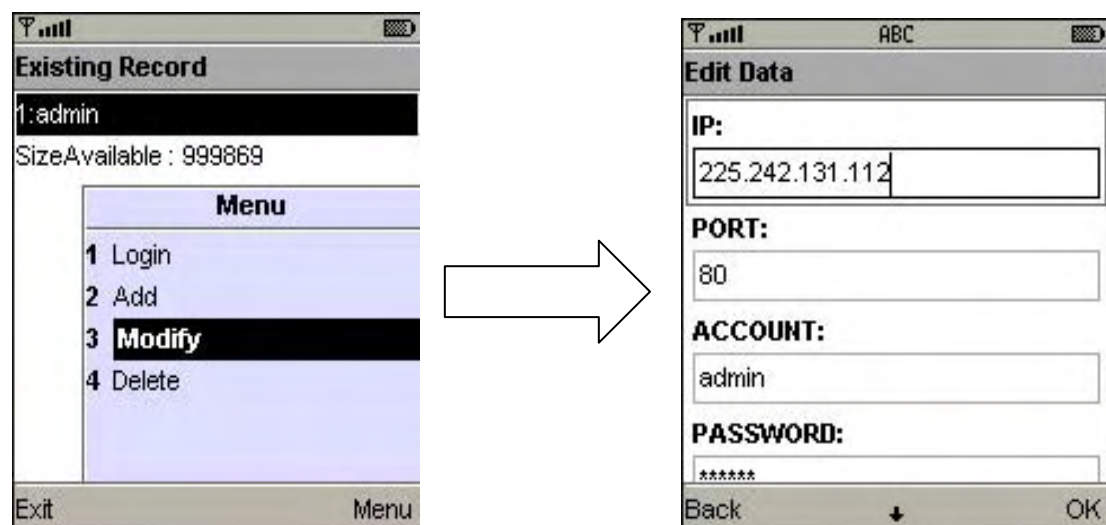 Existing Record
1:admin
SizeAvailable : 999869
Menu
1 Login
2 Add
3 Modify
4 Delete
Exit Menu
ABC
Edit Data
IP:
225.242.131.112
PORT:
80
ACCOUNT:
admin
PASSWORD:
******
Back OK